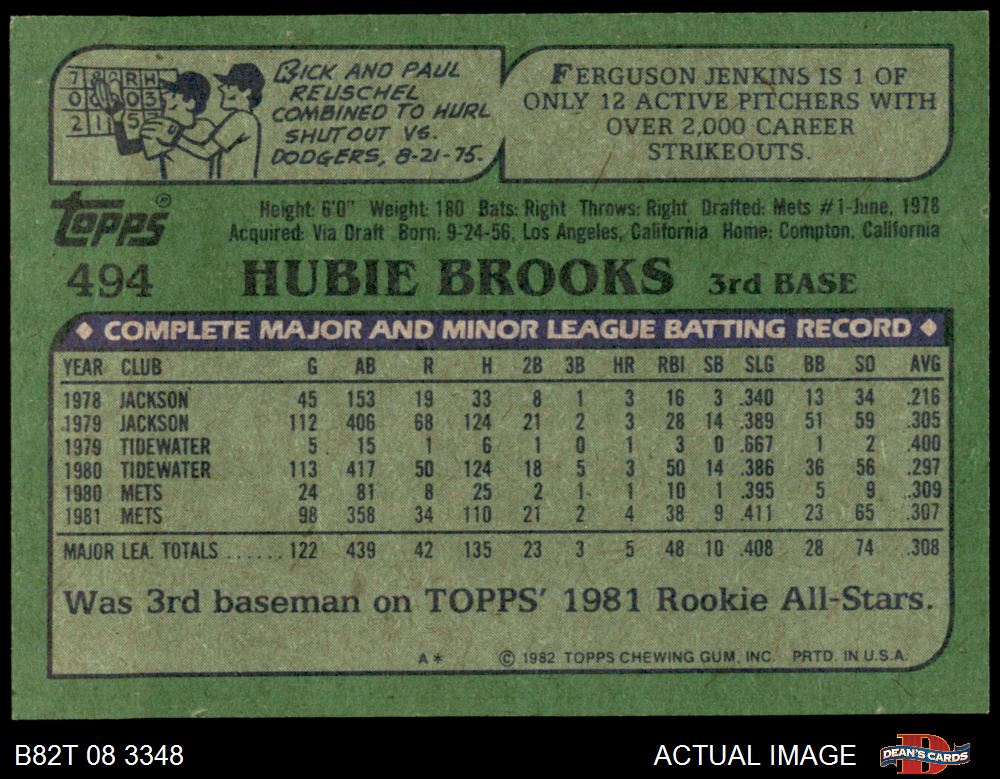 7 8 9 R H
RICK AND PAUL
REUSCHEL
COMBINED TO HURL
SHUTOUT VS.
DODGERS, 8-21-75.
FERGUSON JENKINS IS 1 OF
ONLY 12 ACTIVE PITCHERS WITH
OVER 2,000 CAREER
STRIKEOUTS.
topps®
Height: 6'0" Weight: 180 Bats: Right Throws: Right Drafted: Mets #1-June, 1978
Acquired: Via Draft Born: 9-24-56, Los Angeles, California Home: Compton, California
494 HUBIE BROOKS 3rd BASE
♦ COMPLETE MAJOR AND MINOR LEAGUE BATTING RECORD ♦
YEAR CLUB G AB R H 2B 3B HR RBI SB SLG BB SO AVG
1978 JACKSON 45 153 19 33 8 1 3 16 3 .340 13 34 .216
1979 JACKSON 112 406 68 124 21 2 3 28 14 .389 51 59 .305
1979 TIDEWATER 5 15 1 6 1 0 1 3 0 .667 1 2 .400
1980 TIDEWATER 113 417 50 124 18 5 3 50 14 .386 36 56 .297
1980 METS 24 81 8 25 2 1 1 10 1 .395 5 9 .309
1981 METS 98 358 34 110 21 2 4 38 9 .411 23 65 .307
MAJOR LEA. TOTALS ...... 122 439 42 135 23 3 5 48 10 .408 28 74 .308
Was 3rd baseman on TOPPS' 1981 Rookie All-Stars.
A* © 1982 TOPPS CHEWING GUM, INC. PRTD. IN U.S.A.
B82T 08 3348 ACTUAL IMAGE DEAN'S CARDS